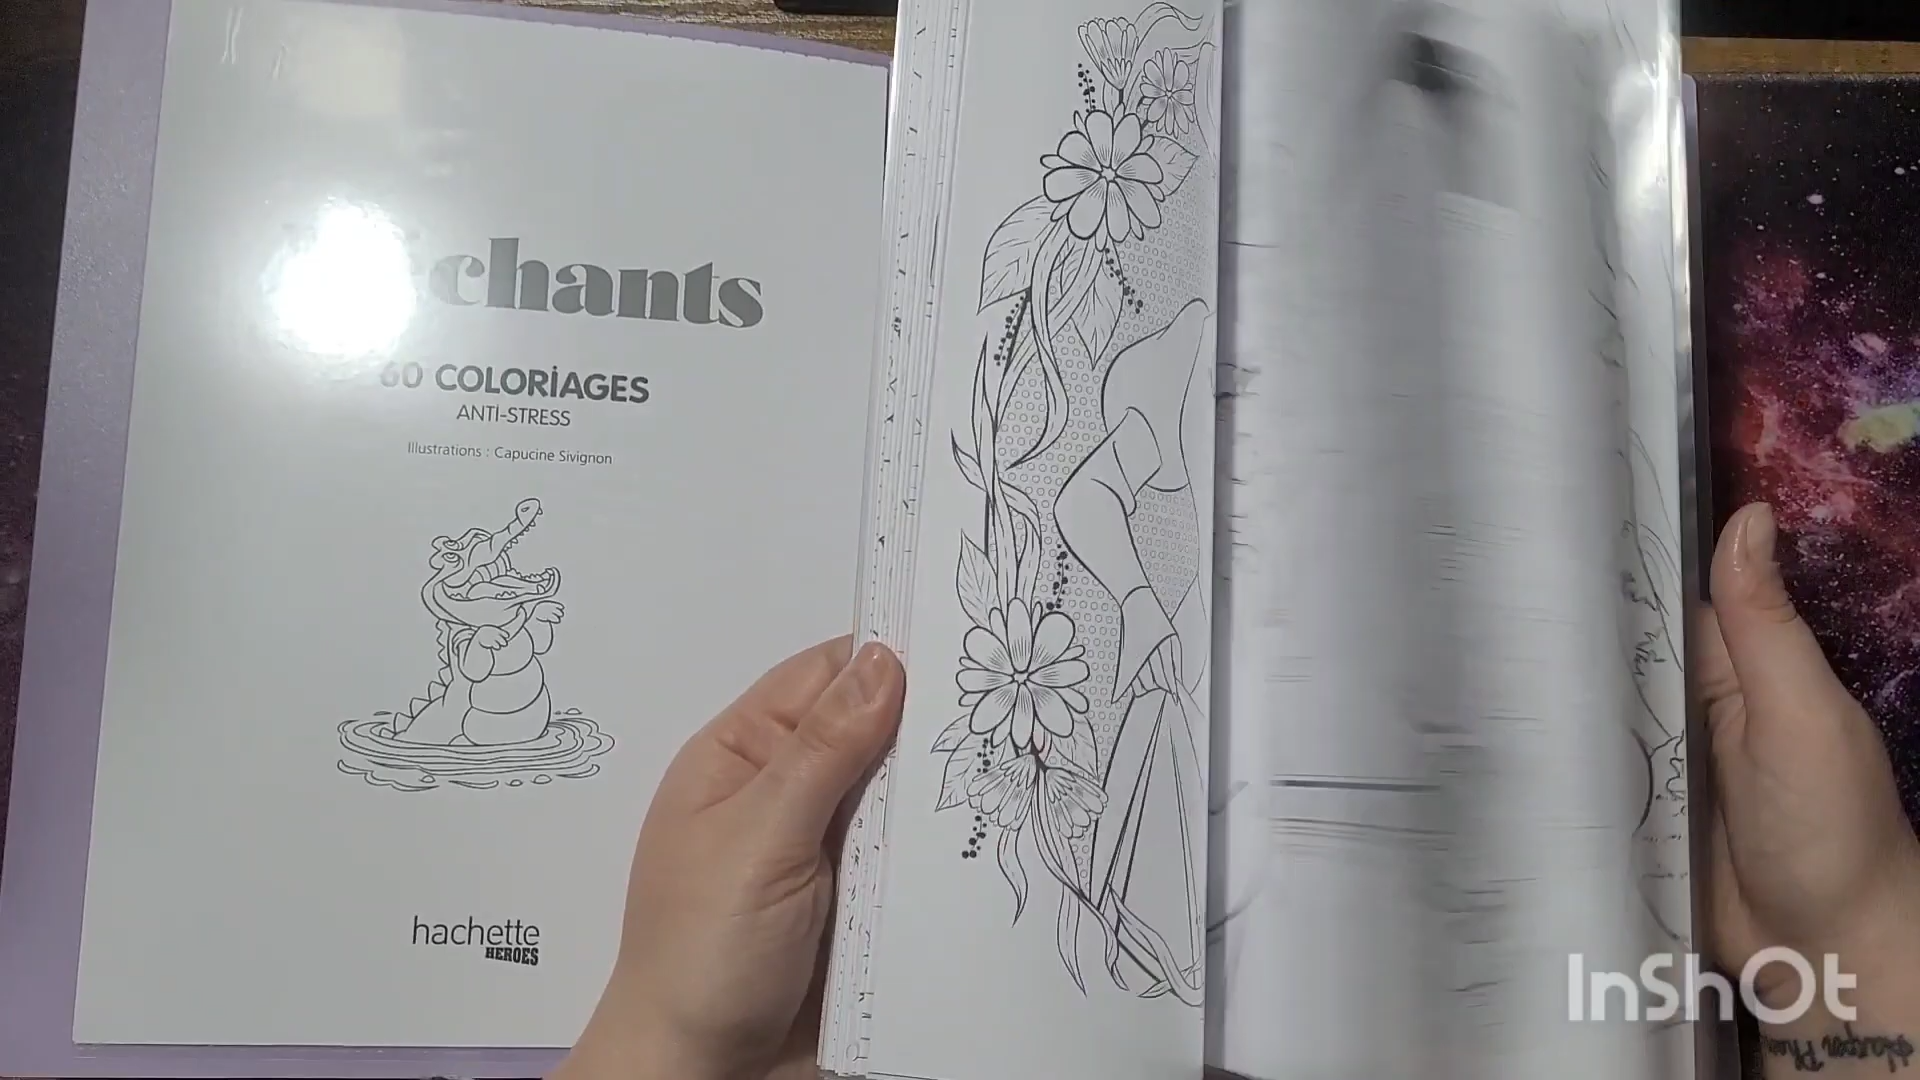 chants
60 COLORIAGES
ANTI-STRESS
Illustrations : Capucine Sivignon
hachette
HEROES
InShOt